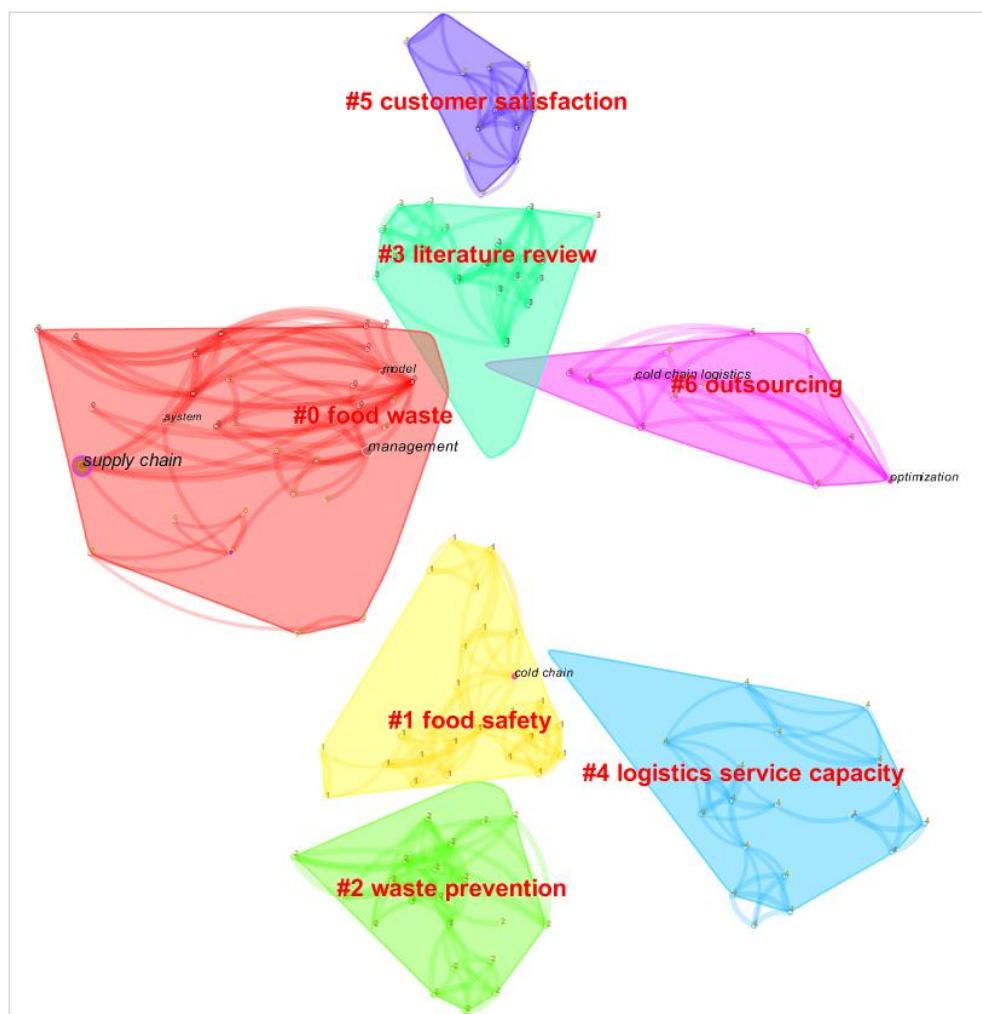 #5 customer satisfaction
#3 literature review
model
cold chain logistics
#6 outsourcing
#0 food waste
system
management
supply chain
optimization
cold chain
#1 food safety
#4 logistics service capacity
#2 waste prevention